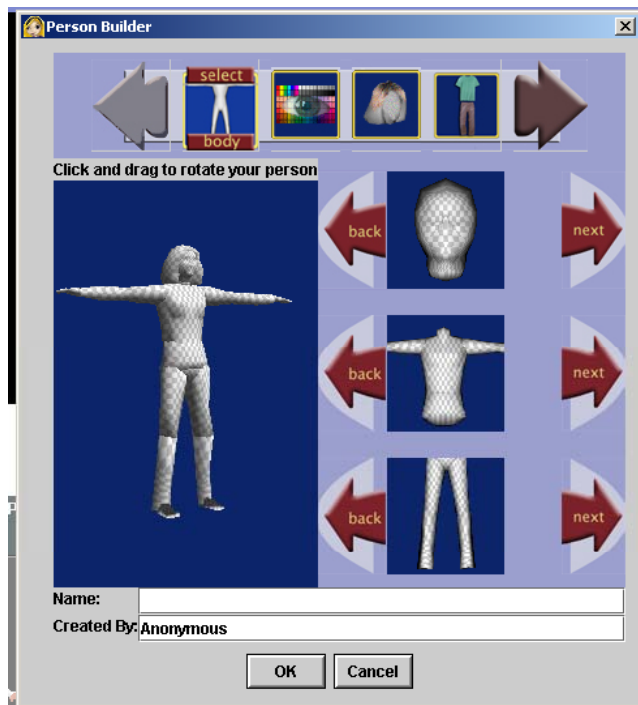 Person Builder
select
body
Click and drag to rotate your person
back
next
back
next
back
next
Name:
Created By: Anonymous
OK
Cancel